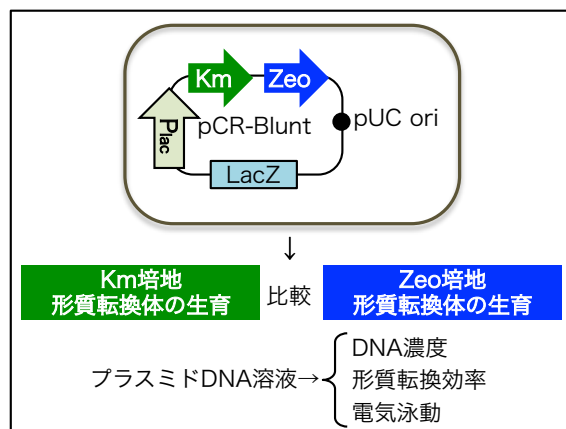 Km
Zeo
Plac
pCR-Blunt
pUC ori
LacZ
↓
Km培地
形質転換体の生育
比較
Zeo培地
形質転換体の生育
プラスミドDNA溶液→
DNA濃度
形質転換効率
電気泳動